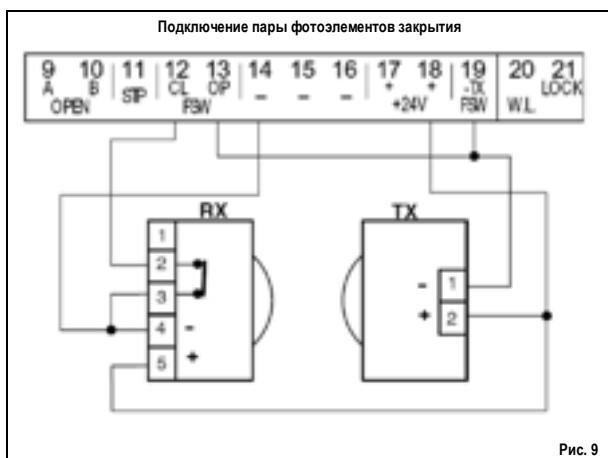 Подключение пары фотоэлементов закрытия
9 10 11 12 13 14 15 16 17 18 19 20 21
A B STP CL OP – – – + + -TX W.L. LOCK
OPEN FSW +24V FSW
RX TX
1
2
3
4 -
5 +
- 1
+ 2
Рис. 9